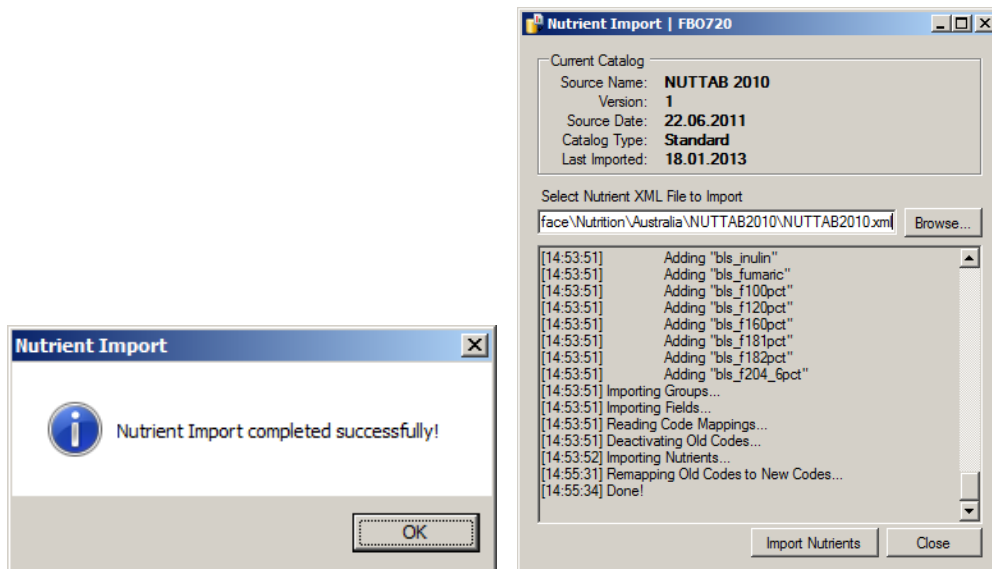 Nutrient Import
Nutrient Import completed successfully!
OK
Nutrient Import | FBO720
Current Catalog
Source Name: NUTTAB 2010
Version: 1
Source Date: 22.06.2011
Catalog Type: Standard
Last Imported: 18.01.2013
Select Nutrient XML File to Import
face\Nutrition\Australia\NUTTAB2010\NUTTAB2010.xml Browse...
[14:53:51] Adding "bls_inulin"
[14:53:51] Adding "bls_fumaric"
[14:53:51] Adding "bls_f100pct"
[14:53:51] Adding "bls_f120pct"
[14:53:51] Adding "bls_f160pct"
[14:53:51] Adding "bls_f181pct"
[14:53:51] Adding "bls_f182pct"
[14:53:51] Adding "bls_f204_6pct"
[14:53:51] Importing Groups...
[14:53:51] Importing Fields...
[14:53:51] Reading Code Mappings...
[14:53:51] Deactivating Old Codes...
[14:53:52] Importing Nutrients...
[14:55:31] Remapping Old Codes to New Codes...
[14:55:34] Done!
Import Nutrients Close